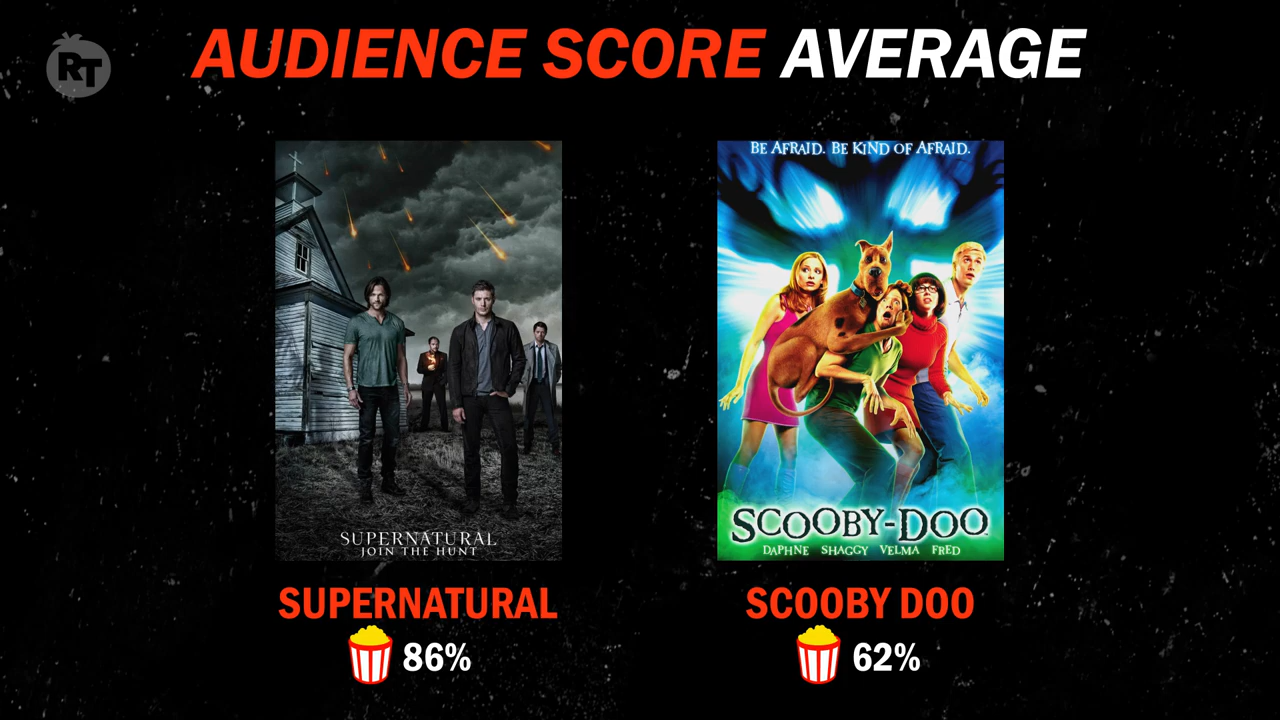 RT
AUDIENCE SCORE AVERAGE
BE AFRAID. BE KIND OF AFRAID.
SUPERNATURAL
JOIN THE HUNT
SCOOBY-DOO
DAPHNE SHAGGY VELMA FRED
SUPERNATURAL
SCOOBY DOO
86%
62%